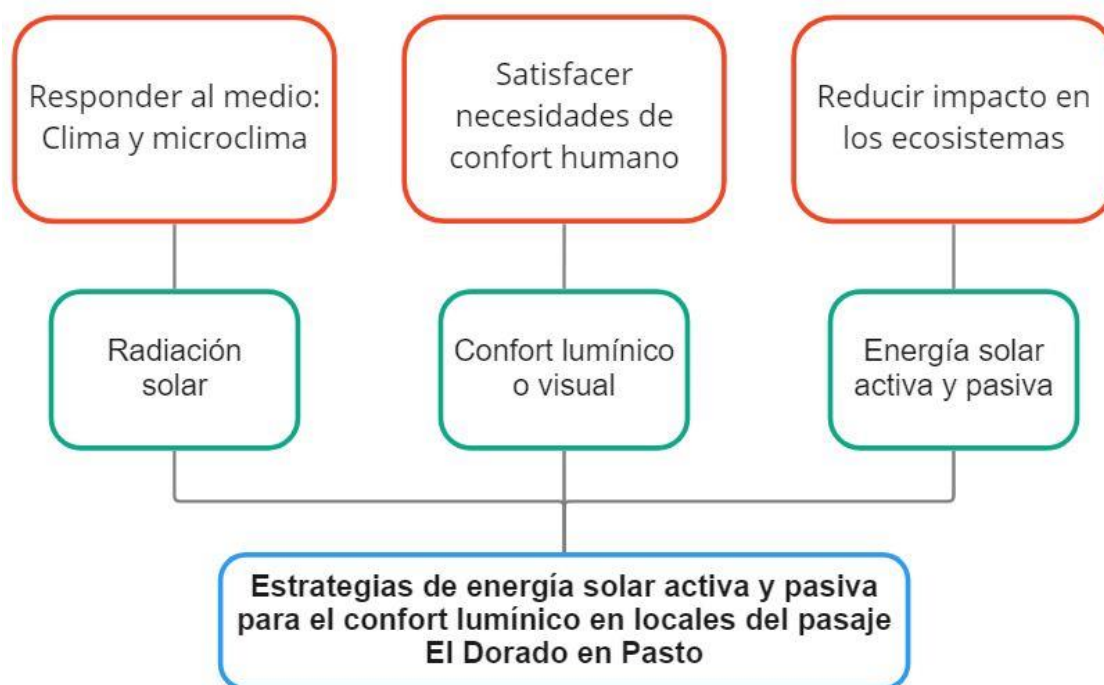 Responder al medio:
Clima y microclima
Satisfacer
necesidades de
confort humano
Reducir impacto en
los ecosistemas
Radiación
solar
Confort lumínico
o visual
Energía solar
activa y pasiva
Estrategias de energía solar activa y pasiva
para el confort lumínico en locales del pasaje
El Dorado en Pasto